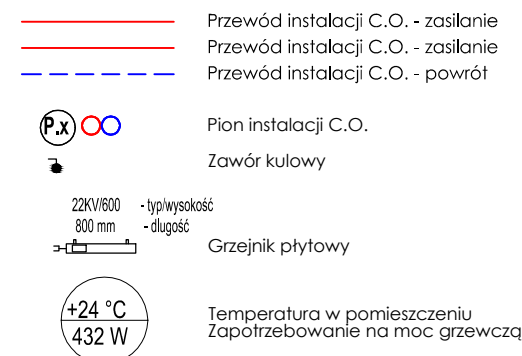 Przewód instalacji C.O. - zasilanie
Przewód instalacji C.O. - zasilanie
Przewód instalacji C.O. - powrót
P.x Pion instalacji C.O.
Zawór kulowy
22KV/600 - typ/wysokość
800 mm - dlugość
Grzejnik płytowy
+24 °C Temperatura w pomieszczeniu
432 W Zapotrzebowanie na moc grzewczą